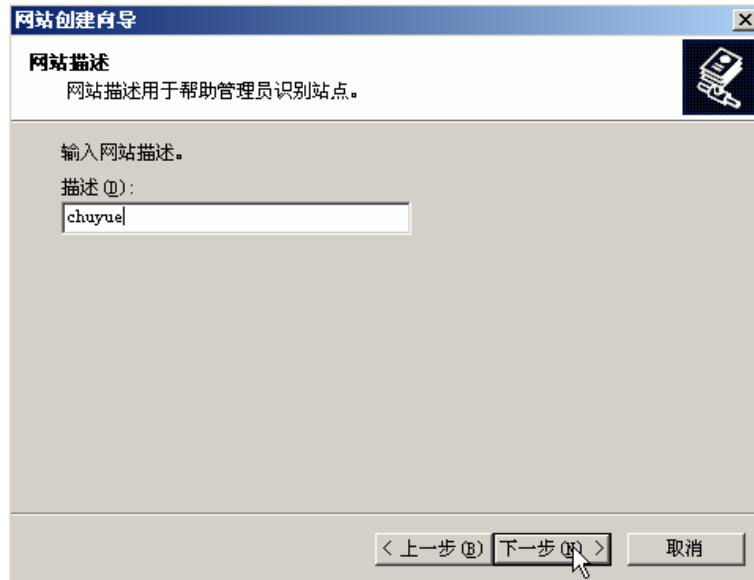 网站创建向导
网站描述
网站描述用于帮助管理员识别站点。
输入网站描述。
描述(D):
chuyue
< 上一步(B) 下一步(N) > 取消